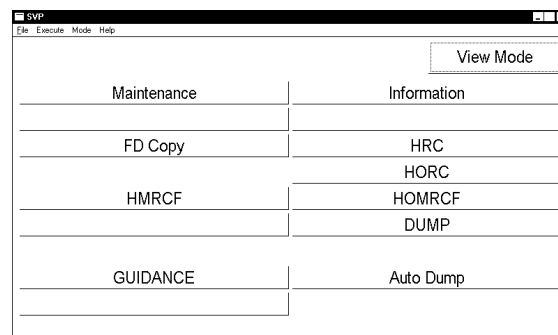 SVP
File Execute Mode Help
View Mode
Maintenance Information
FD Copy HRC
HORC
HMRCF HOMRCF
DUMP
GUIDANCE Auto Dump